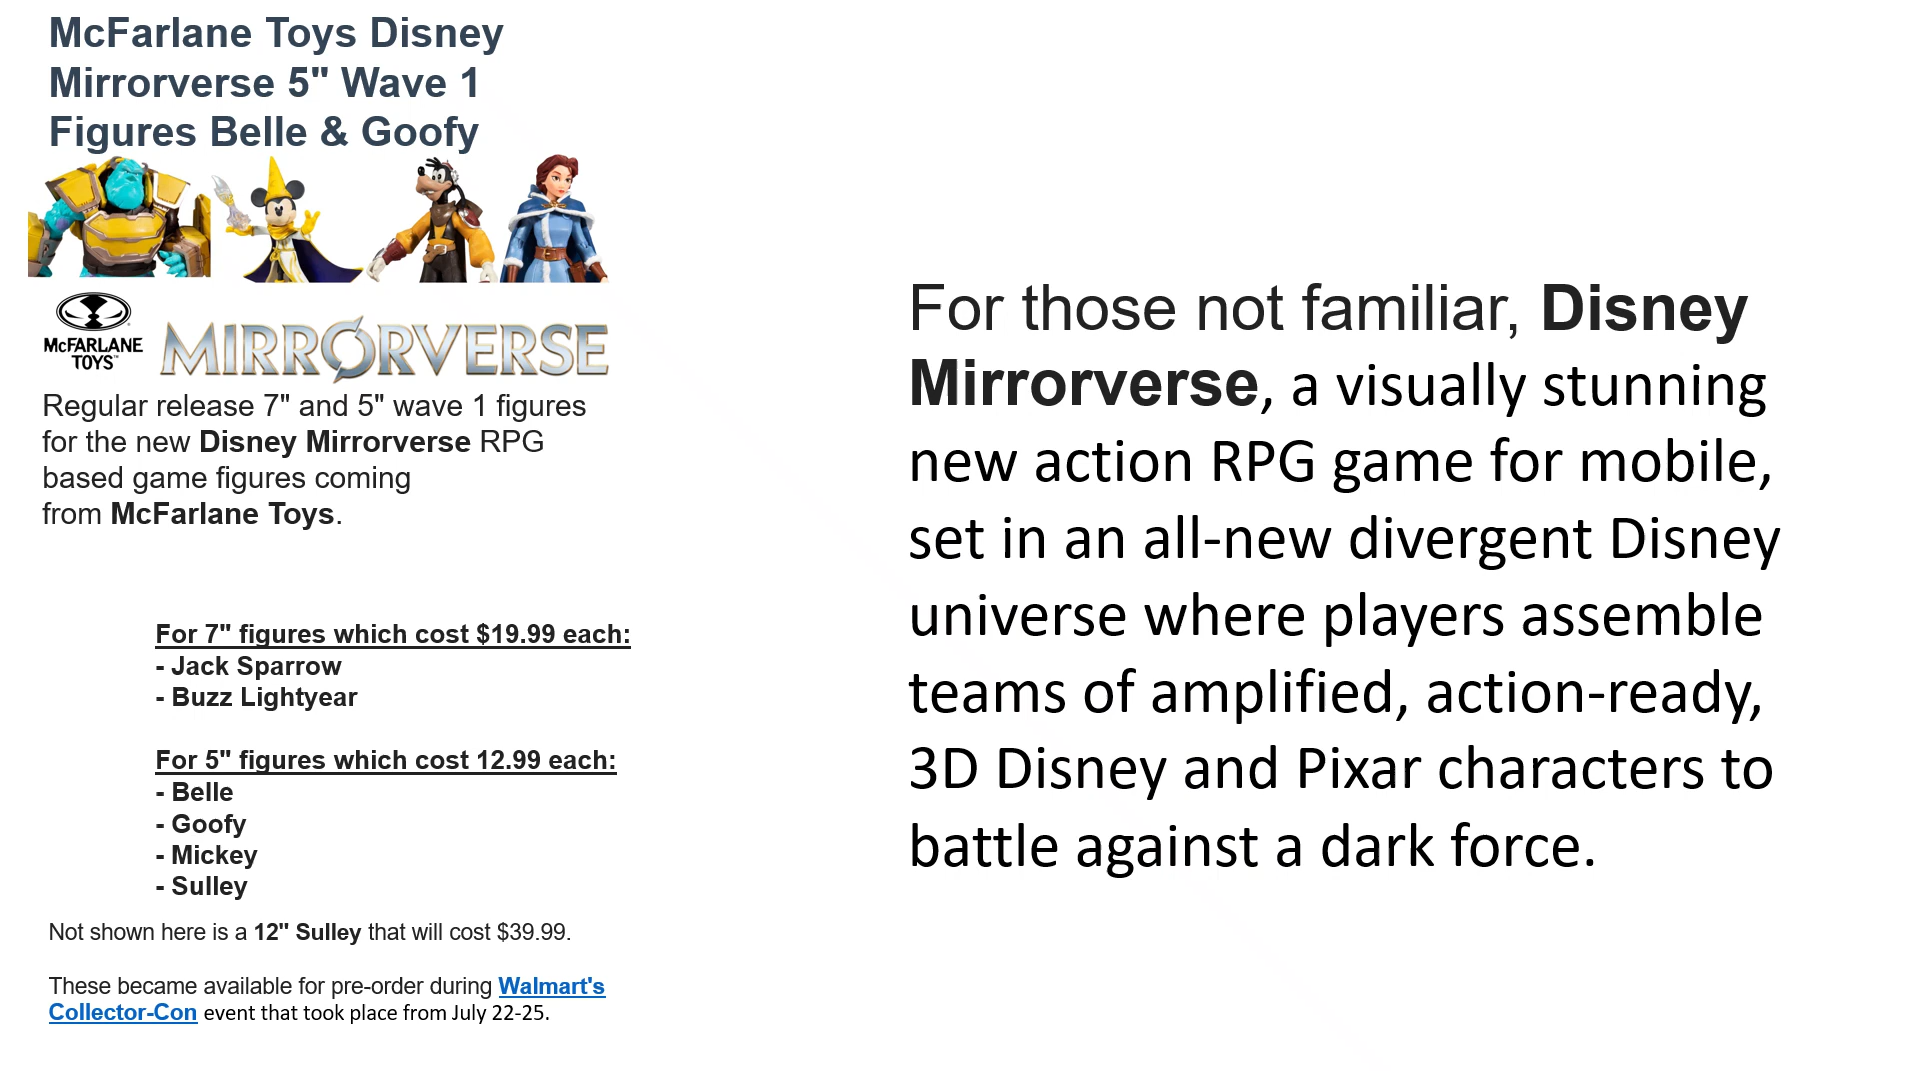 McFarlane Toys Disney
Mirrorverse 5" Wave 1
Figures Belle & Goofy
McFARLANE
TOYS™
MIRRORVERSE
Regular release 7" and 5" wave 1 figures
for the new Disney Mirrorverse RPG
based game figures coming
from McFarlane Toys.
For 7" figures which cost $19.99 each:
- Jack Sparrow
- Buzz Lightyear
For 5" figures which cost 12.99 each:
- Belle
- Goofy
- Mickey
- Sulley
Not shown here is a 12" Sulley that will cost $39.99.
These became available for pre-order during Walmart's
Collector-Con event that took place from July 22-25.
For those not familiar, Disney
Mirrorverse, a visually stunning
new action RPG game for mobile,
set in an all-new divergent Disney
universe where players assemble
teams of amplified, action-ready,
3D Disney and Pixar characters to
battle against a dark force.